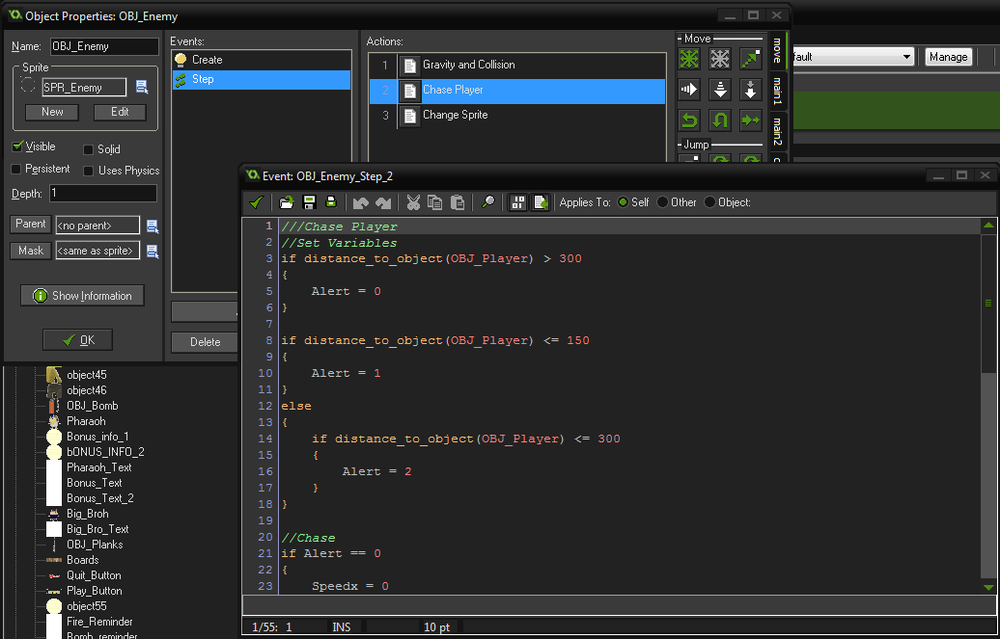 Object Properties: OBJ_Enemy
Name: OBJ_Enemy
Sprite
SPR_Enemy
New Edit
Visible Solid
Persistent Uses Physics
Depth: 1
Parent <no parent>
Mask <same as sprite>
Show Information
OK
Events:
Create
Step
Delete
Actions:
1 Gravity and Collision
2 Chase Player
3 Change Sprite
Move
Jump
move
main1
main2
fault
Manage
Event: OBJ_Enemy_Step_2
Applies To: Self Other Object:
1 ///Chase Player
2 //Set Variables
3 if distance_to_object(OBJ_Player) > 300
4 {
5 Alert = 0
6 }
7
8 if distance_to_object(OBJ_Player) <= 150
9 {
10 Alert = 1
11 }
12 else
13 {
14 if distance_to_object(OBJ_Player) <= 300
15 {
16 Alert = 2
17 }
18 }
19
20 //Chase
21 if Alert == 0
22 {
23 Speedx = 0
1/55: 1 INS 10 pt
object45
object46
OBJ_Bomb
Pharaoh
Bonus_info_1
bONUS_INFO_2
Pharaoh_Text
Bonus_Text
Bonus_Text_2
Big_Broh
Big_Bro_Text
OBJ_Planks
Boards
Quit_Button
Play_Button
object55
Fire_Reminder
Bomb_reminder